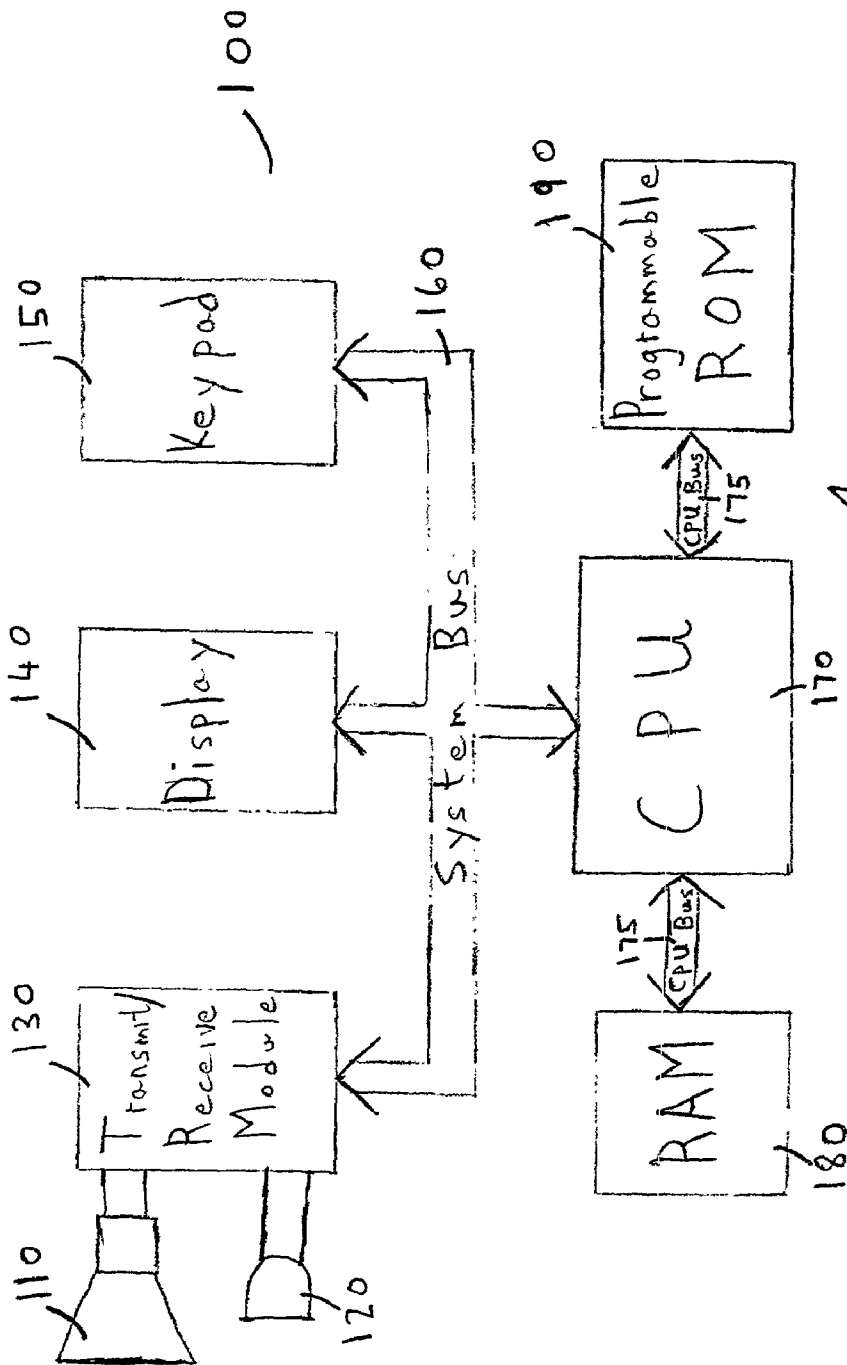 110
130
140
150
Transmit/
Receive
Module
Display
Keypad
100
120
160
System Bus
190
175
CPU Bus
CPU Bus
175
RAM
CPU
Programmable
ROM
180
170